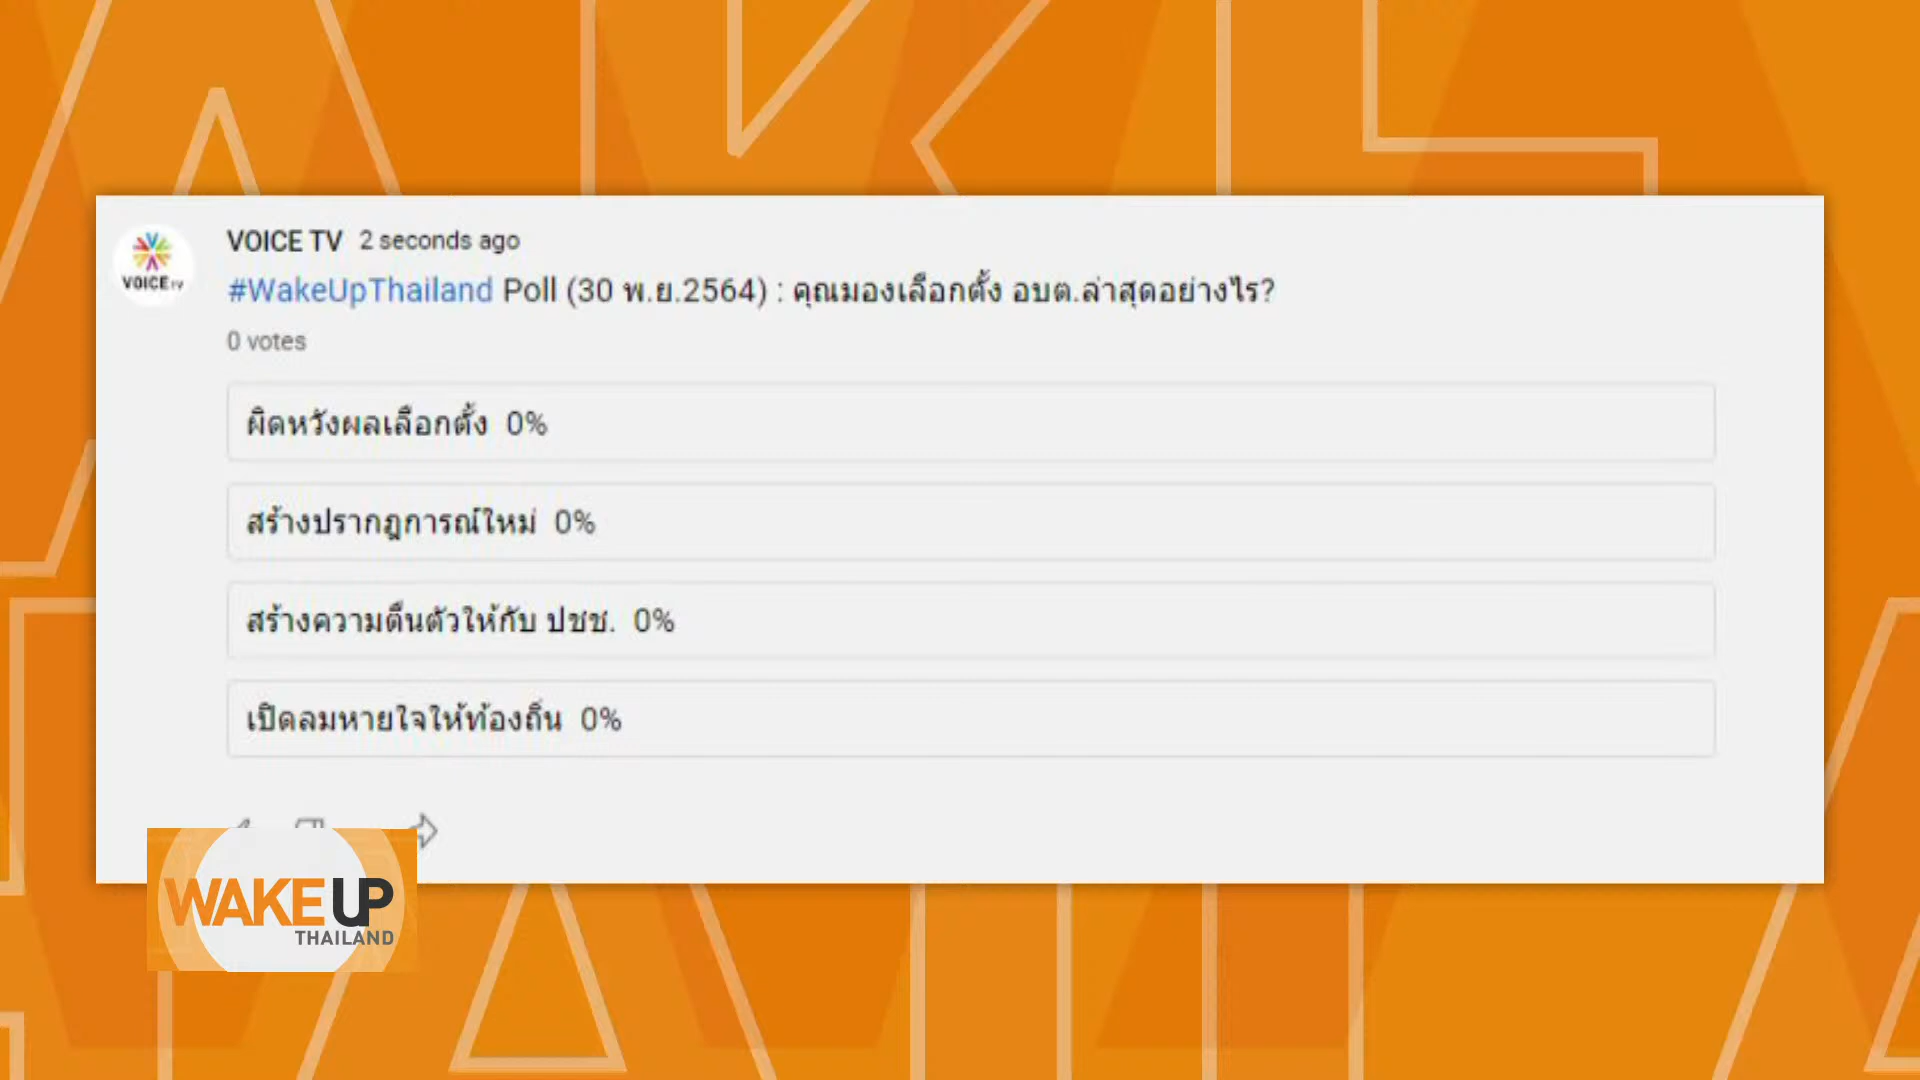 VOICE TV 2 seconds ago
VOICE TV
#WakeUpThailand Poll (30 พ.ย.2564) : คุณมองเลือกตั้ง อบต.ล่าสุดอย่างไร?
0 votes
ผิดหวังผลเลือกตั้ง 0%
สร้างปรากฏการณ์ใหม่ 0%
สร้างความตื่นตัวให้กับ ปชช. 0%
เปิดลมหายใจให้ท้องถิ่น 0%
WAKE UP
THAILAND